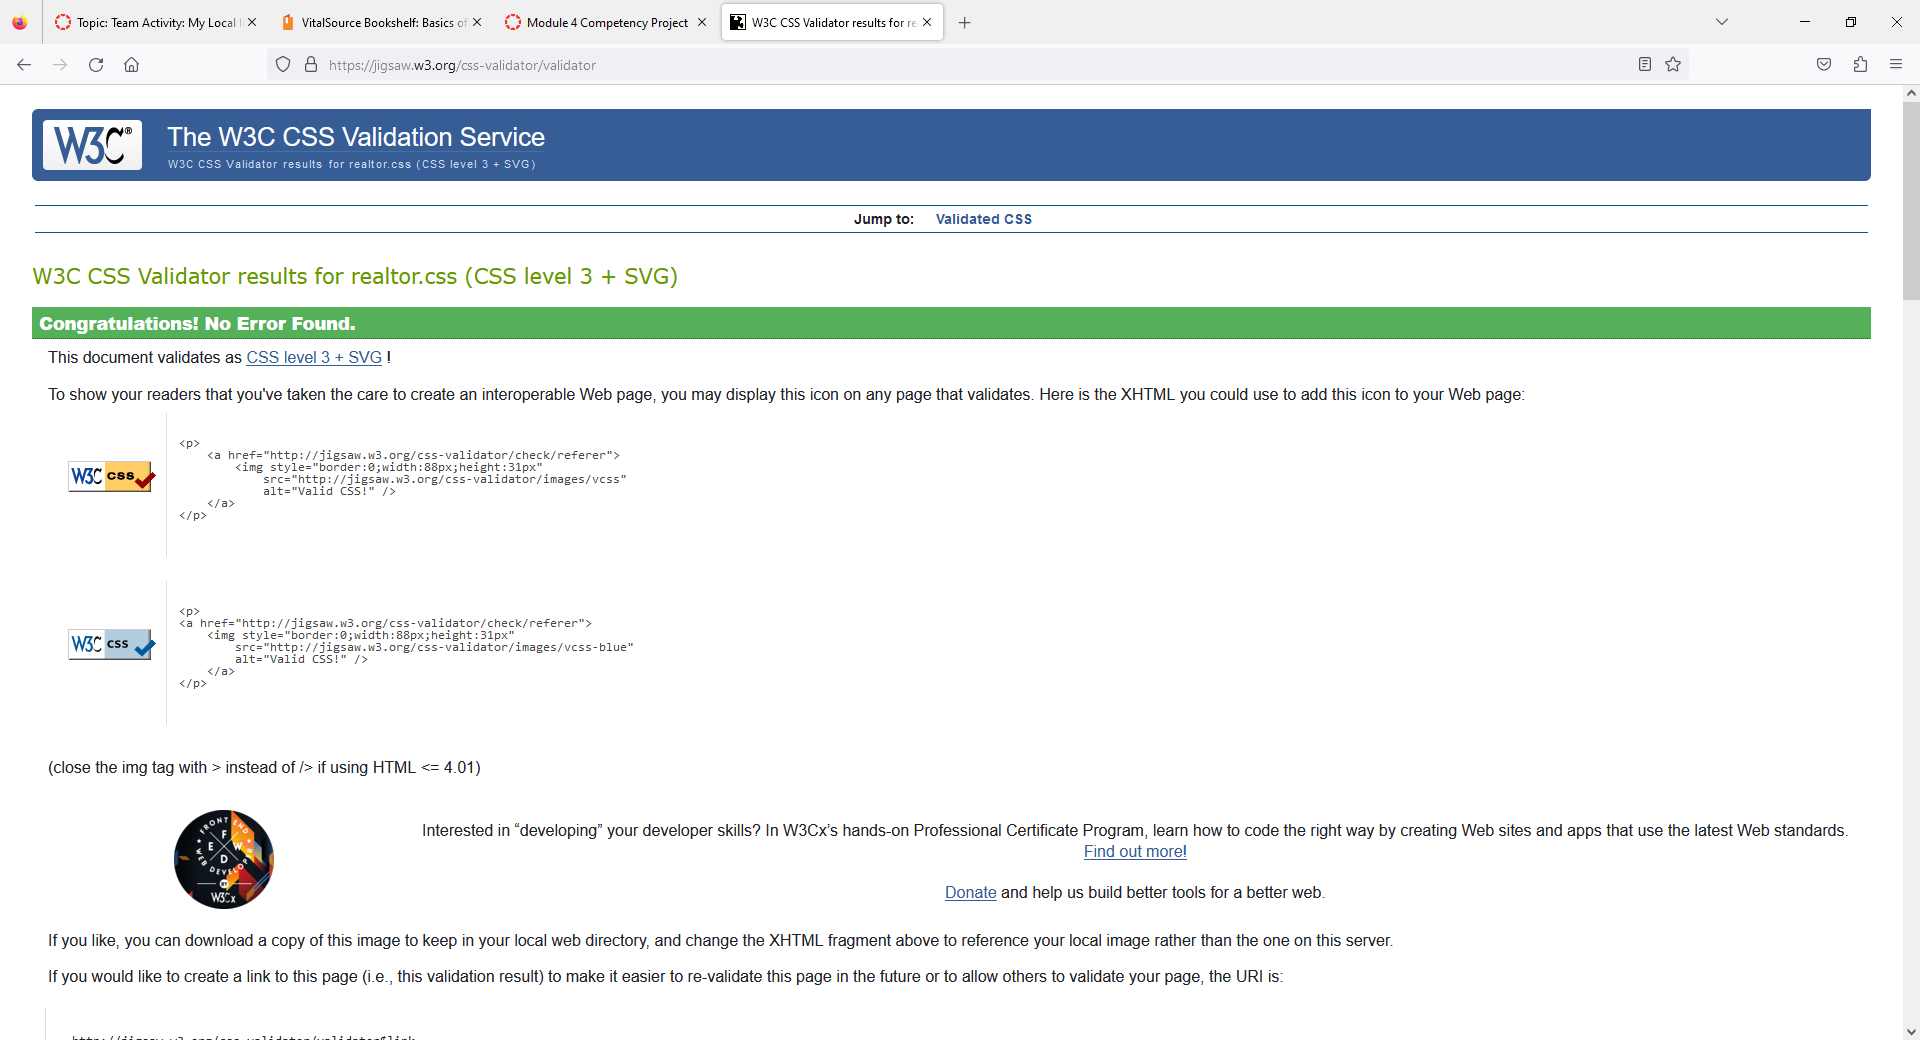 Topic: Team Activity: My Local
VitalSource Bookshelf: Basics of
Module 4 Competency Project
W3C CSS Validator results for re
https://jigsaw.w3.org/css-validator/validator
W3C®
The W3C CSS Validation Service
W3C CSS Validator results for realtor.css (CSS level 3 + SVG)
Jump to: Validated CSS
W3C CSS Validator results for realtor.css (CSS level 3 + SVG)
Congratulations! No Error Found.
This document validates as CSS level 3 + SVG !
To show your readers that you've taken the care to create an interoperable Web page, you may display this icon on any page that validates. Here is the XHTML you could use to add this icon to your Web page:
W3C CSS
<p>
<a href="http://jigsaw.w3.org/css-validator/check/referer">
<img style="border:0;width:88px;height:31px"
src="http://jigsaw.w3.org/css-validator/images/vcss"
alt="Valid CSS!" />
</a>
</p>
W3C CSS
<p>
<a href="http://jigsaw.w3.org/css-validator/check/referer">
<img style="border:0;width:88px;height:31px"
src="http://jigsaw.w3.org/css-validator/images/vcss-blue"
alt="Valid CSS!" />
</a>
</p>
(close the img tag with > instead of /> if using HTML <= 4.01)
FRONT END
F
E W
D
WEB DEVELOPER
BY
W3Cx
Interested in “developing” your developer skills? In W3Cx’s hands-on Professional Certificate Program, learn how to code the right way by creating Web sites and apps that use the latest Web standards.
Find out more!
Donate and help us build better tools for a better web.
If you like, you can download a copy of this image to keep in your local web directory, and change the XHTML fragment above to reference your local image rather than the one on this server.
If you would like to create a link to this page (i.e., this validation result) to make it easier to re-validate this page in the future or to allow others to validate your page, the URI is:
http://jigsaw.w3.org/css-validator/validator$link